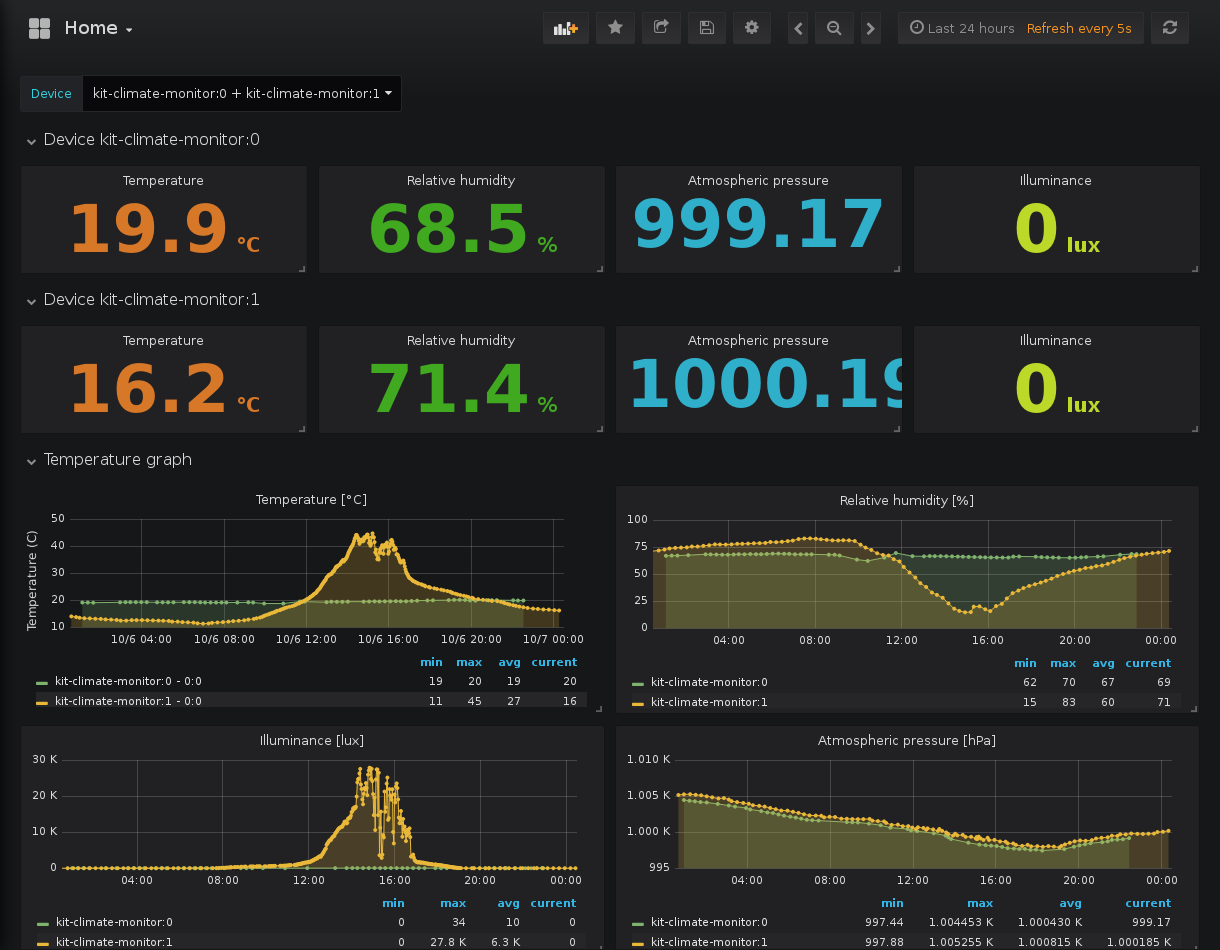 Home
Last 24 hours Refresh every 5s
Device kit-climate-monitor:0 + kit-climate-monitor:1
Device kit-climate-monitor:0
Temperature Relative humidity Atmospheric pressure Illuminance
19.9 °C 68.5 % 999.17 0 lux
Device kit-climate-monitor:1
Temperature Relative humidity Atmospheric pressure Illuminance
16.2 °C 71.4 % 1000.19 0 lux
Temperature graph
Temperature [°C]
Temperature (C)
50
40
30
20
10
10/6 04:00 10/6 08:00 10/6 12:00 10/6 16:00 10/6 20:00 10/7 00:00
min max avg current
kit-climate-monitor:0 - 0:0 19 20 19 20
kit-climate-monitor:1 - 0:0 11 45 27 16
Relative humidity [%]
100
75
50
25
0
04:00 08:00 12:00 16:00 20:00 00:00
min max avg current
kit-climate-monitor:0 62 70 67 69
kit-climate-monitor:1 15 83 60 71
Illuminance [lux]
30 K
20 K
10 K
0
04:00 08:00 12:00 16:00 20:00 00:00
min max avg current
kit-climate-monitor:0 0 34 10 0
kit-climate-monitor:1 0 27.8 K 6.3 K 0
Atmospheric pressure [hPa]
1.010 K
1.005 K
1.000 K
995
04:00 08:00 12:00 16:00 20:00 00:00
min max avg current
kit-climate-monitor:0 997.44 1.004453 K 1.000430 K 999.17
kit-climate-monitor:1 997.88 1.005255 K 1.000815 K 1.000185 K